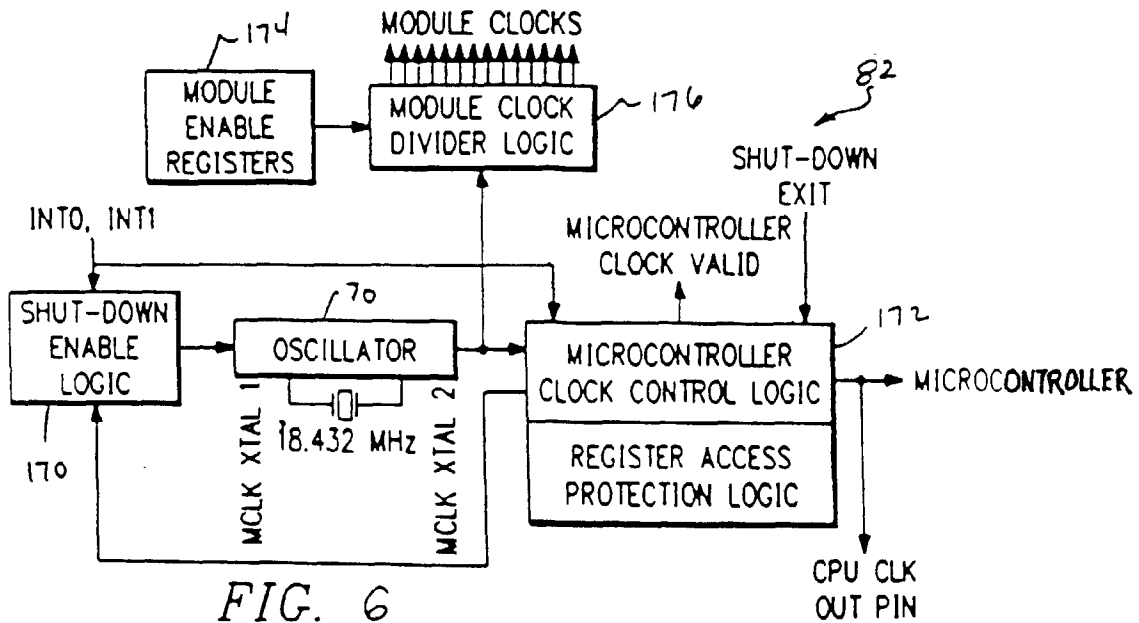 174
MODULE CLOCKS
82
MODULE
ENABLE
REGISTERS
MODULE CLOCK
DIVIDER LOGIC
176
SHUT-DOWN
EXIT
INT0, INT1
MICROCONTROLLER
CLOCK VALID
SHUT-DOWN
ENABLE
LOGIC
170
70
OSCILLATOR
MCLK XTAL 1
18.432 MHz
MCLK XTAL 2
172
MICROCONTROLLER
CLOCK CONTROL LOGIC
REGISTER ACCESS
PROTECTION LOGIC
MICROCONTROLLER
CPU CLK
OUT PIN
FIG. 6